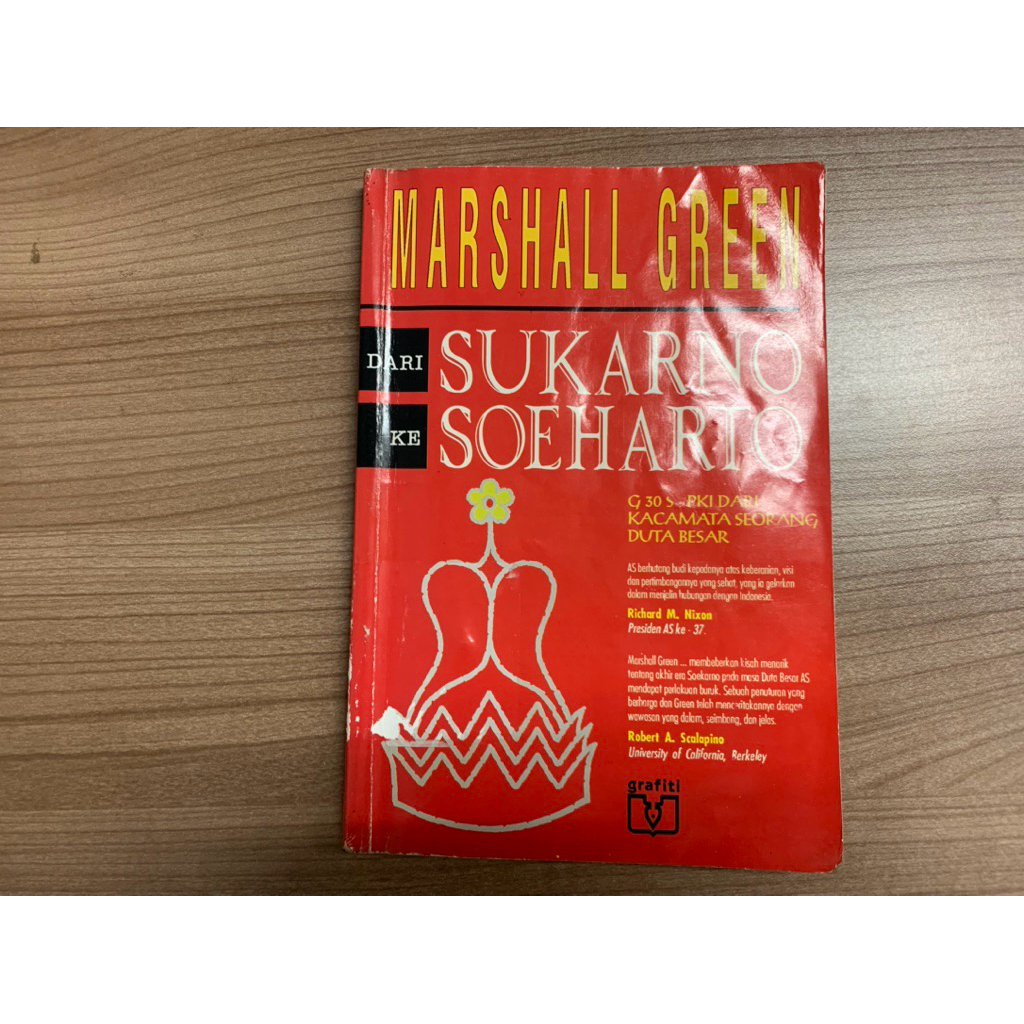 MARSHALL GREEN
DARI SUKARNO
KE SOEHARTO
G 30 S - PKI DARI
KACAMATA SEORANG
DUTA BESAR
AS berhutang budi kepadanya atas keberanian, visi
dan pertimbangannya yang sehat, yang ia gelarkan
dalam menjalin hubungan dengan Indonesia.
Richard M. Nixon
Presiden AS ke - 37.
Marshall Green ... membeberkan kisah menarik
tentang akhir era Soekarno pada masa Duta Besar AS
mendapat perlakuan buruk. Sebuah penuturan yang
berharga dan Green telah menceritakannya dengan
wawasan yang dalam, seimbang, dan jelas.
Robert A. Scalapino
University of California, Berkeley
grafiti